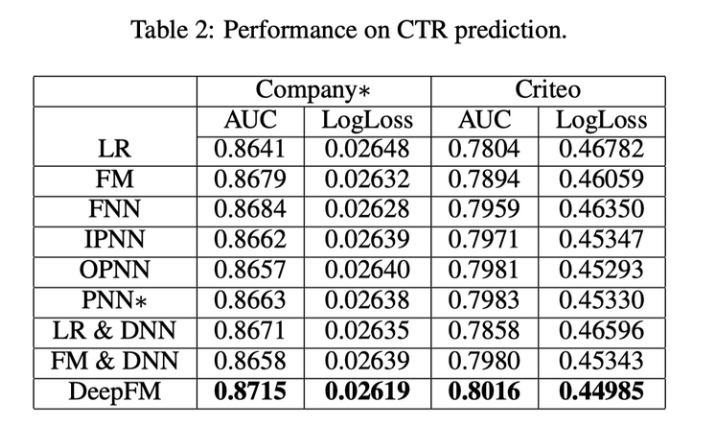 Table 2: Performance on CTR prediction.
Company* Criteo
AUC LogLoss AUC LogLoss
LR 0.8641 0.02648 0.7804 0.46782
FM 0.8679 0.02632 0.7894 0.46059
FNN 0.8684 0.02628 0.7959 0.46350
IPNN 0.8662 0.02639 0.7971 0.45347
OPNN 0.8657 0.02640 0.7981 0.45293
PNN* 0.8663 0.02638 0.7983 0.45330
LR & DNN 0.8671 0.02635 0.7858 0.46596
FM & DNN 0.8658 0.02639 0.7980 0.45343
DeepFM 0.8715 0.02619 0.8016 0.44985